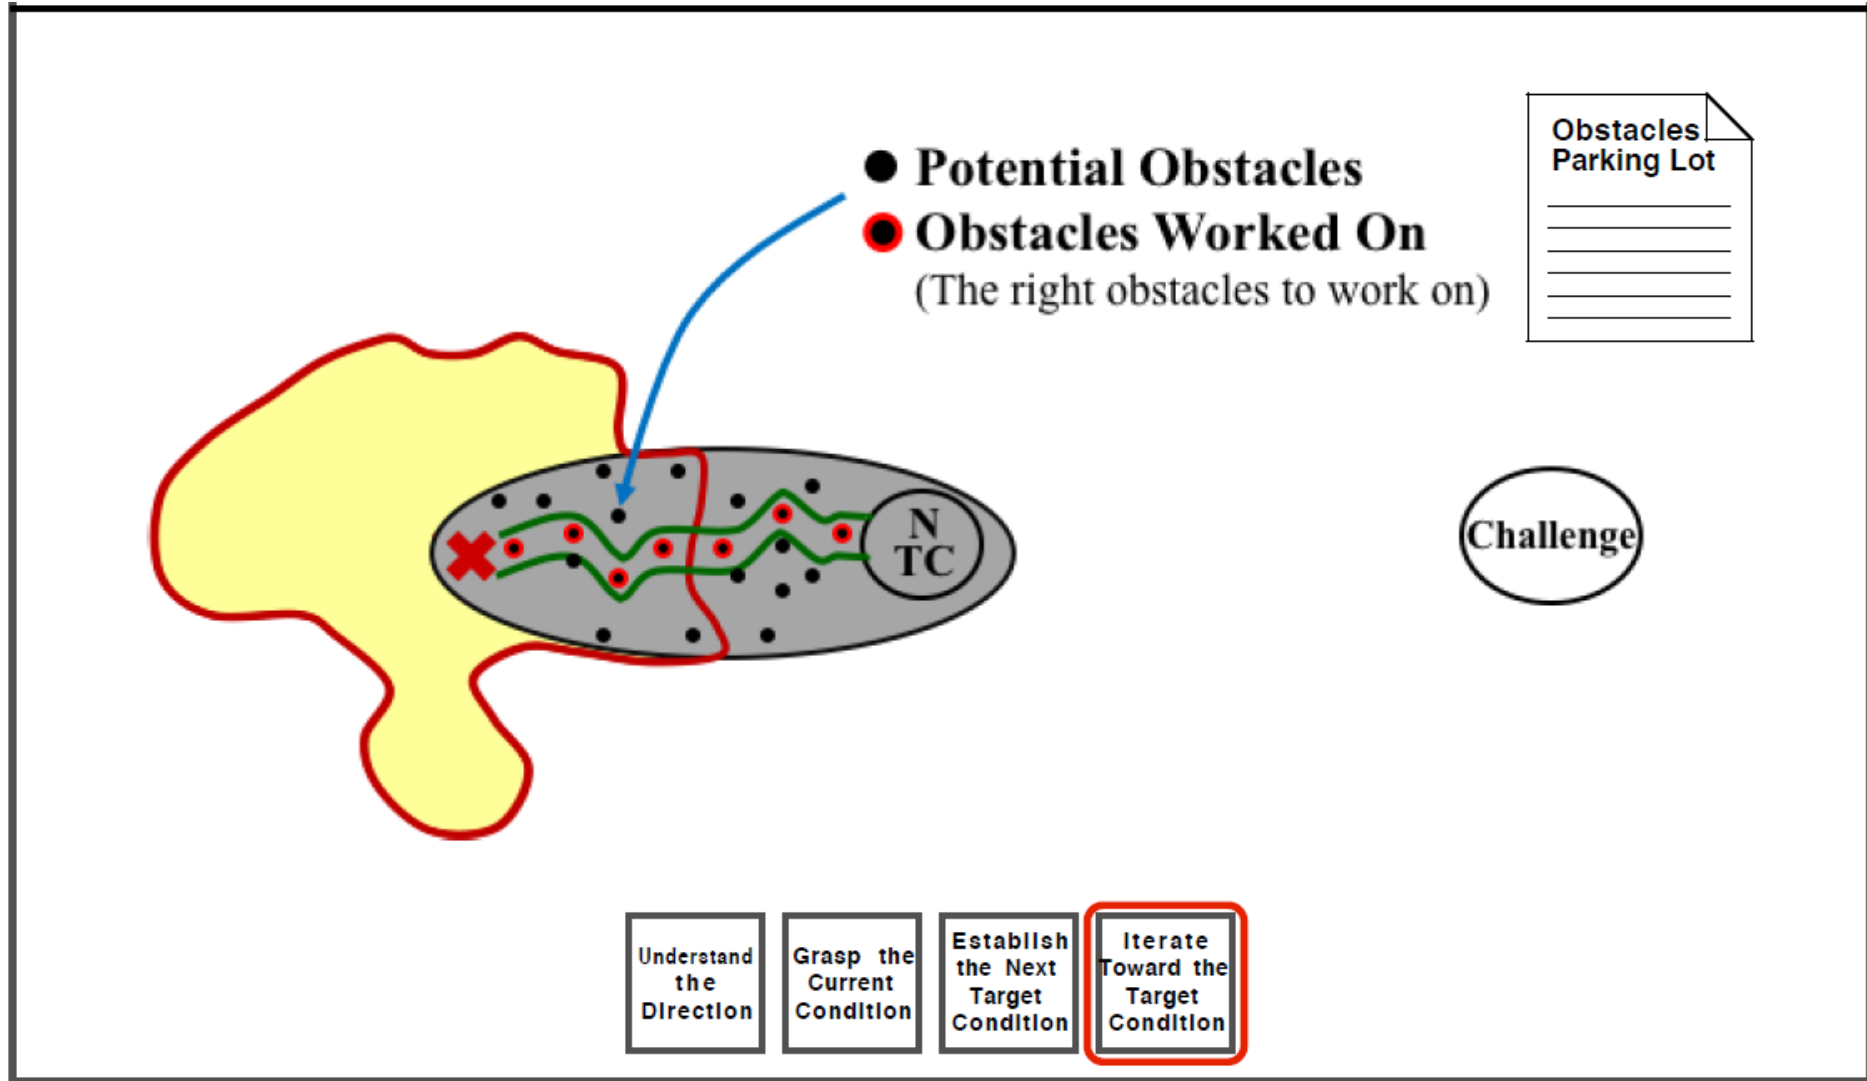 Obstacles
Parking Lot
Potential Obstacles
Obstacles Worked On
(The right obstacles to work on)
N
TC
Challenge
Understand
the
Direction
Grasp the
Current
Condition
Establish
the Next
Target
Condition
Iterate
Toward the
Target
Condition